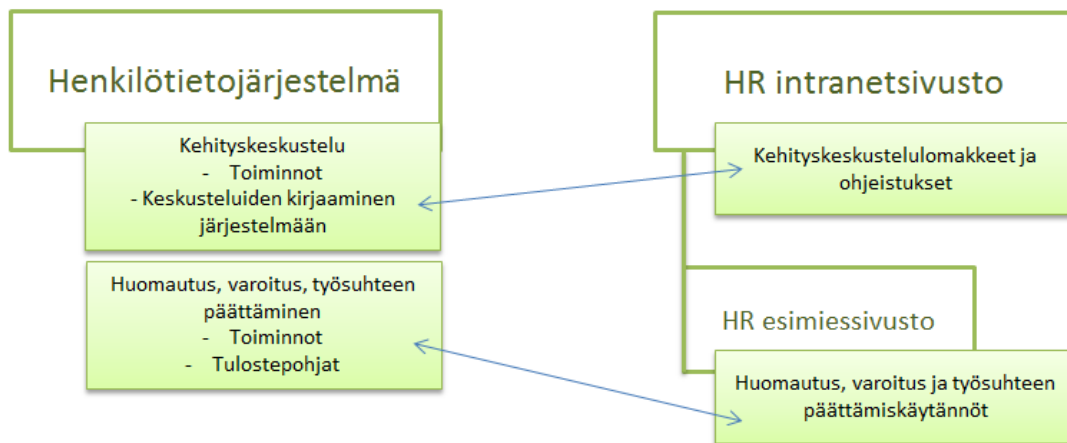 Henkilötietojärjestelmä
Kehityskeskustelu
- Toiminnot
- Keskusteluiden kirjaaminen
järjestelmään
Huomautus, varoitus, työsuhteen
päättäminen
- Toiminnot
- Tulostepohjat
HR intranetsivusto
Kehityskeskustelulomakkeet ja
ohjeistukset
HR esimiessivusto
Huomautus, varoitus ja työsuhteen
päättämiskäytännöt